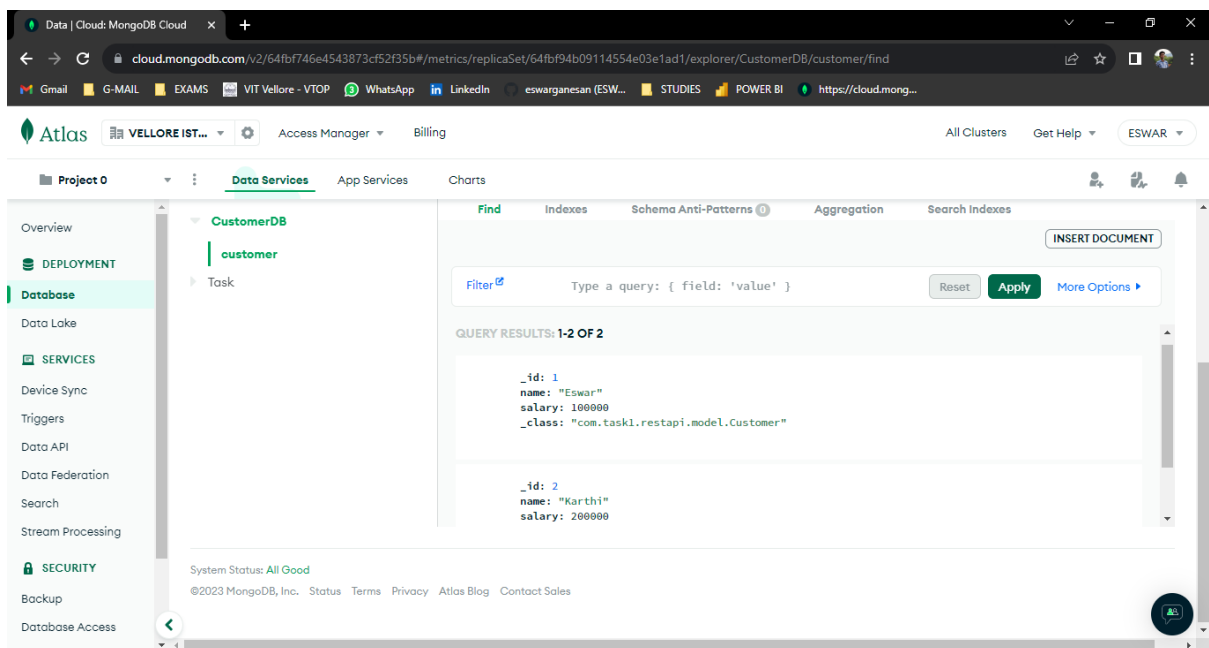 Data | Cloud: MongoDB Cloud
cloud.mongodb.com/v2/64fbf746e4543873cf52f35b#/metrics/replicaSet/64fbf94b09114554e03e1ad1/explorer/CustomerDB/customer/find
Gmail G-MAIL EXAMS VIT Vellore - VTOP WhatsApp LinkedIn eswarganesan (ESW... STUDIES POWER BI https://cloud.mong...
Atlas VELLORE IST... Access Manager Billing All Clusters Get Help ESWAR
Project 0 Data Services App Services Charts
Overview
DEPLOYMENT
Database
Data Lake
SERVICES
Device Sync
Triggers
Data API
Data Federation
Search
Stream Processing
SECURITY
Backup
Database Access
CustomerDB
customer
Task
Find Indexes Schema Anti-Patterns 0 Aggregation Search Indexes
INSERT DOCUMENT
Filter Type a query: { field: 'value' } Reset Apply More Options
QUERY RESULTS: 1-2 OF 2
_id: 1
name: "Eswar"
salary: 100000
_class: "com.task1.restapi.model.Customer"
_id: 2
name: "Karthi"
salary: 200000
System Status: All Good
©2023 MongoDB, Inc. Status Terms Privacy Atlas Blog Contact Sales